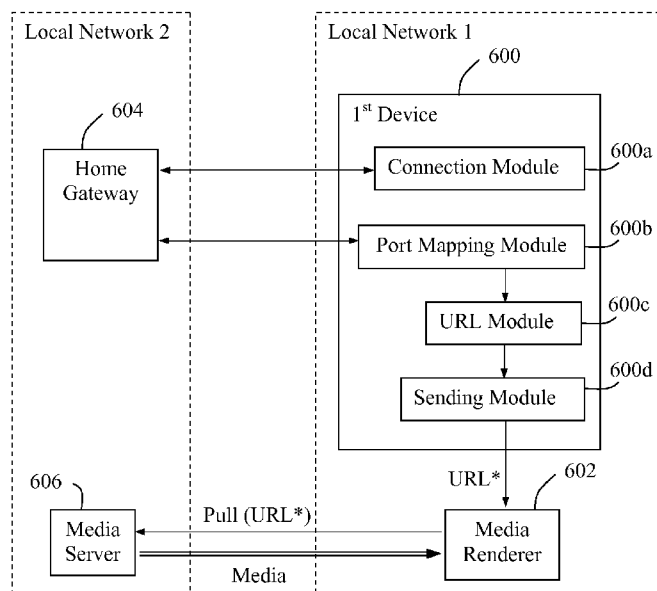 Local Network 2
Local Network 1
600
604
1st Device
Home
Gateway
Connection Module
600a
Port Mapping Module
600b
URL Module
600c
Sending Module
600d
URL*
602
606
Pull (URL*)
Media
Server
Media
Renderer
Media